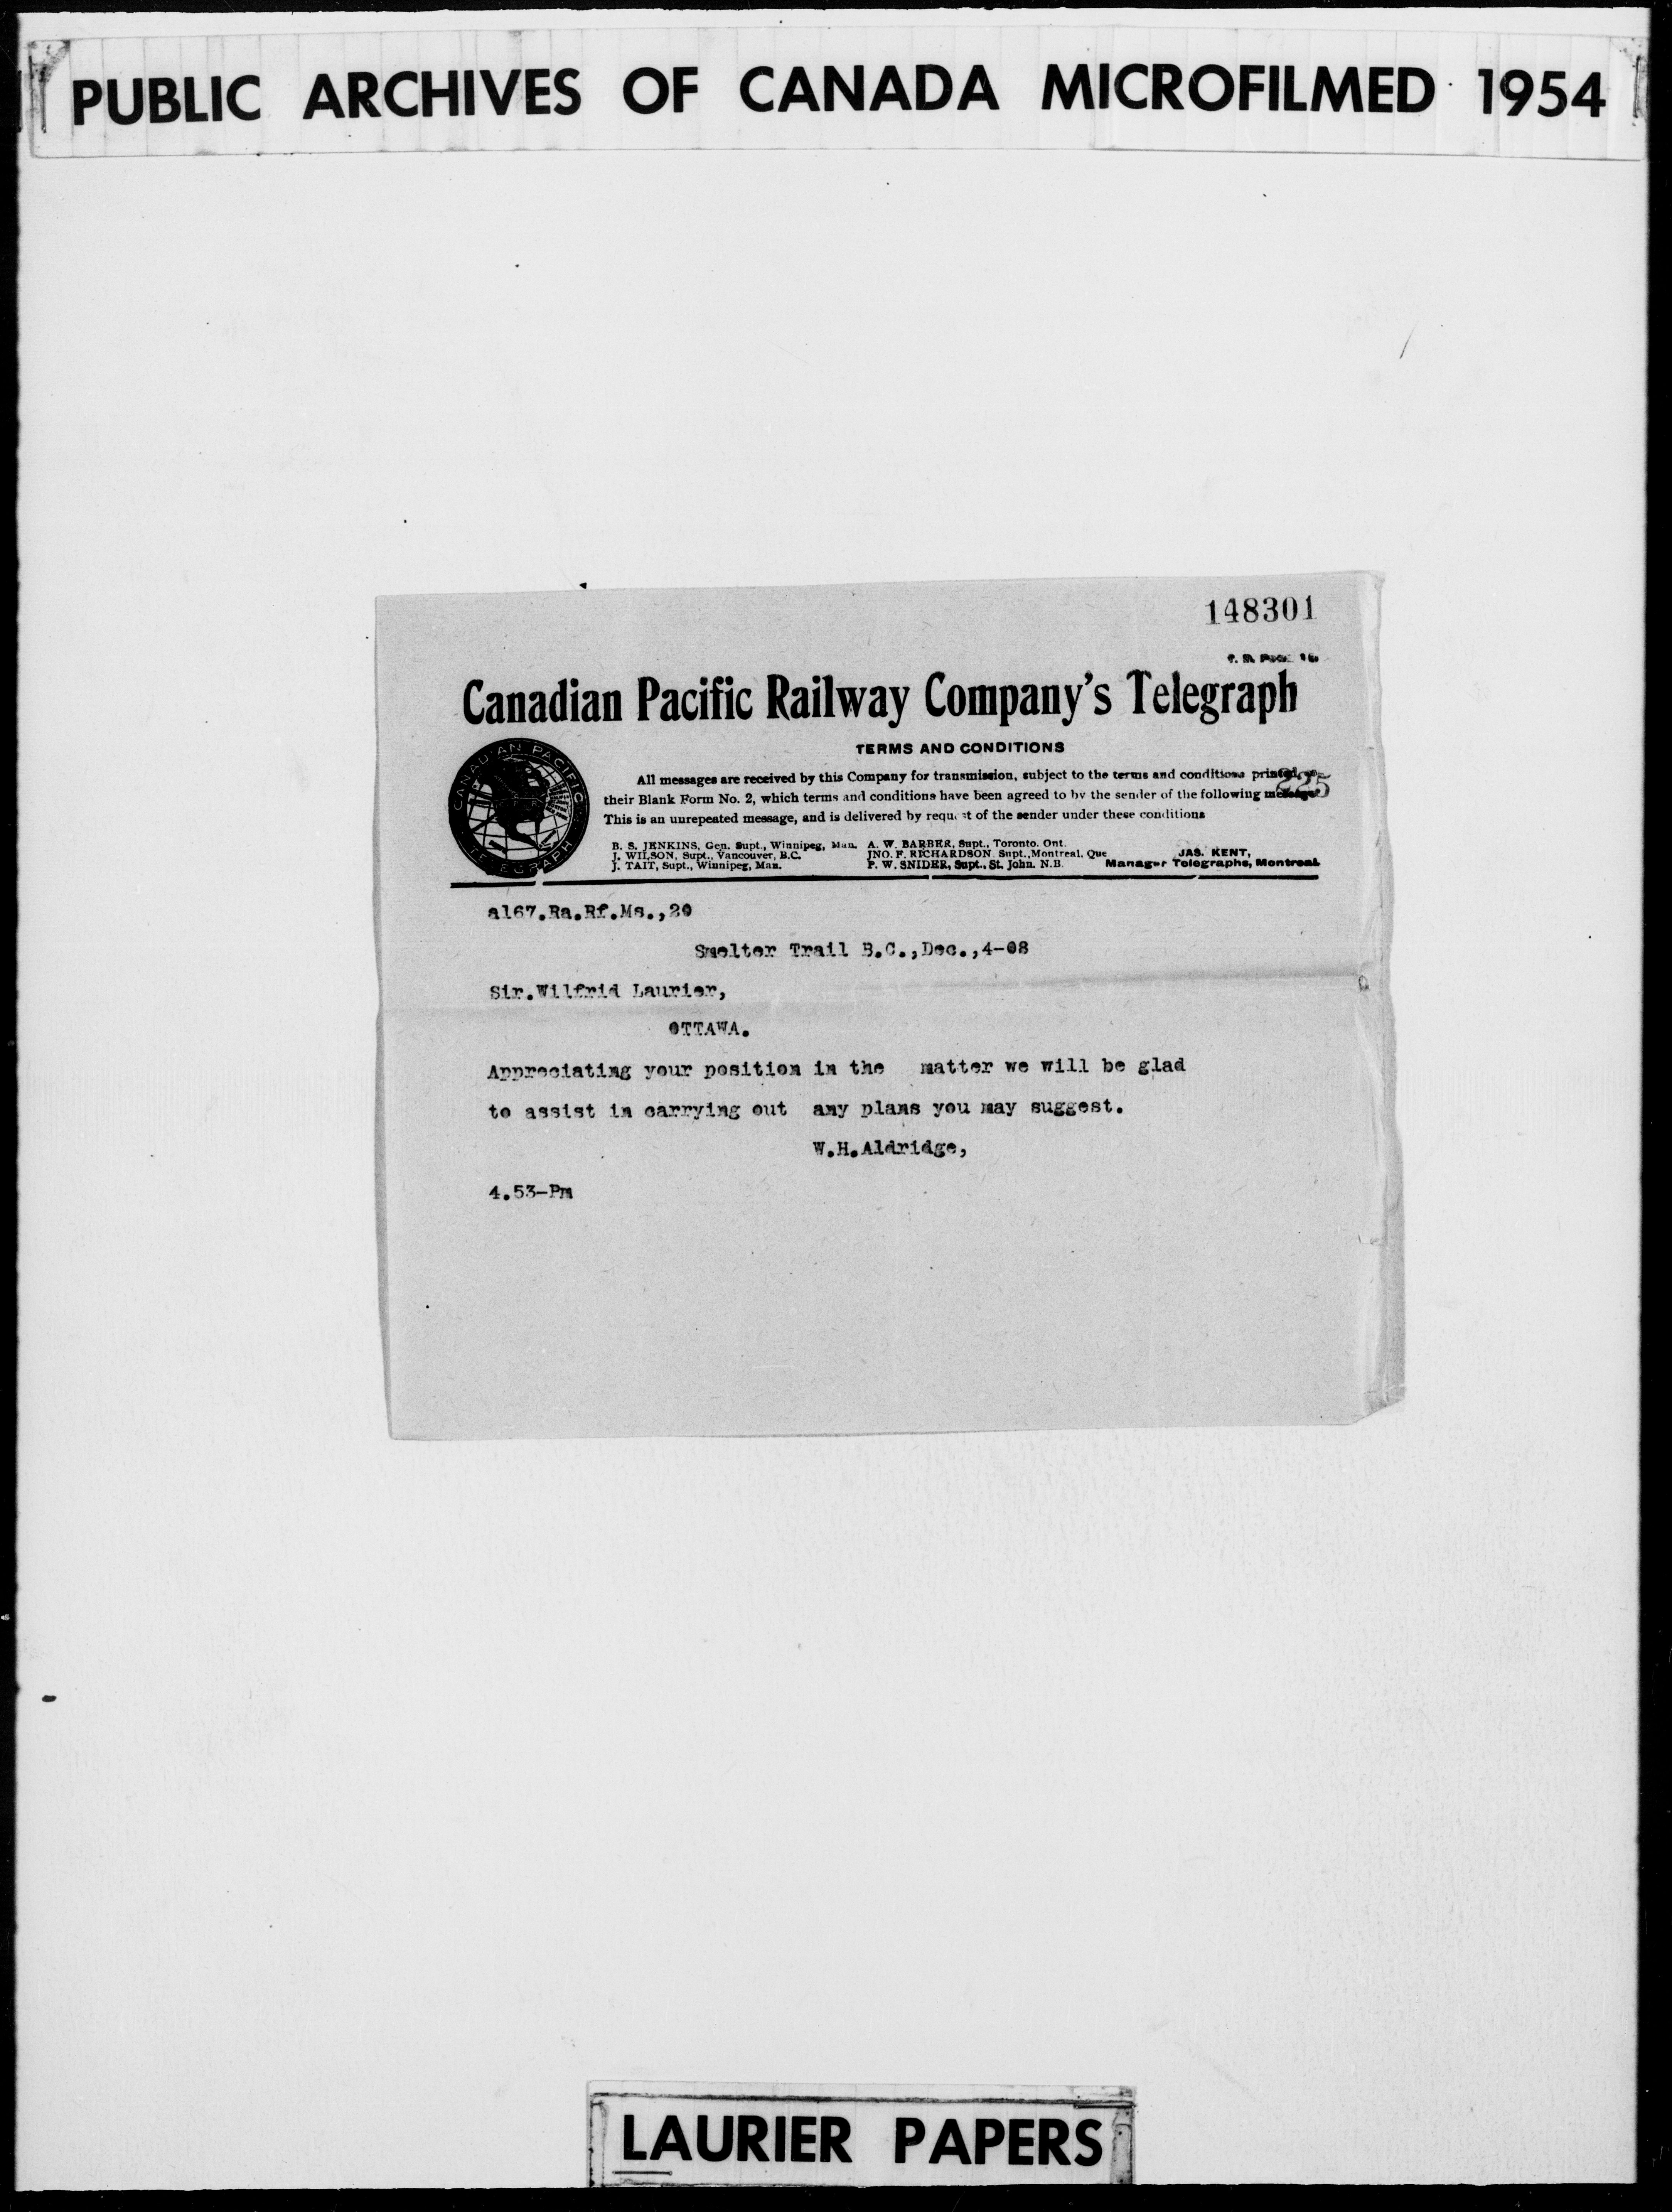 PUBLIC ARCHIVES OF CANADA MICROFILMED 1954
148301
Canadian Pacific Railway Company's Telegraph
TERMS AND CONDITIONS
CANADIAN PACIFIC TELEGRAPH
All messages are received by this Company for transmission, subject to the terms and conditions printed on
225
their Blank Form No. 2, which terms and conditions have been agreed to by the sender of the following message
This is an unrepeated message, and is delivered by request of the sender under these conditions
B. S. JENKINS, Gen. Supt., Winnipeg, Man. A. W. BARBER, Supt., Toronto. Ont.
J. WILSON, Supt., Vancouver, B.C. JNO. F. RICHARDSON. Supt., Montreal, Que JAS. KENT,
J. TAIT, Supt., Winnipeg, Man. P. W. SNIDER, Supt., St. John. N.B. Manager Telegraphs, Montreal.
a167.Ra.Rf.Ms.,20
Smelter Trail B.C.,Dec.,4-08
Sir.Wilfrid Laurier,
OTTAWA.
Appreciating your position in the matter we will be glad
to assist in carrying out any plans you may suggest.
W.H.Aldridge,
4.53-Pm
LAURIER PAPERS